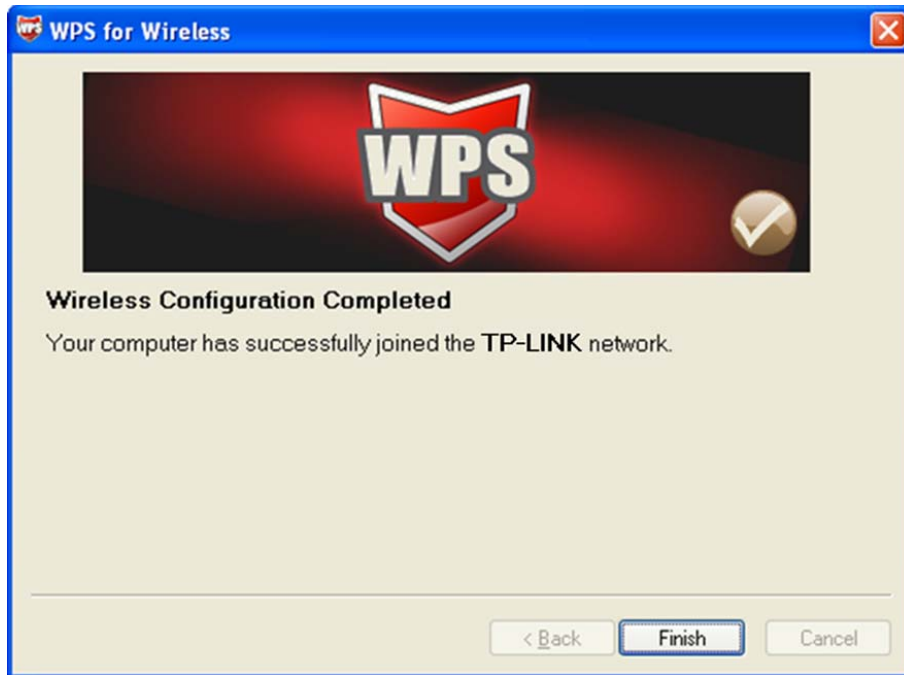 WPS for Wireless
WPS
Wireless Configuration Completed
Your computer has successfully joined the TP-LINK network.
< Back
Finish
Cancel